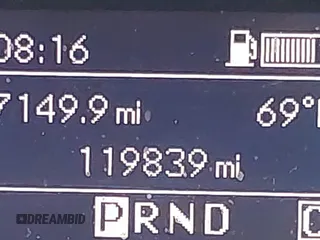 08:16
7149.9 mi
69°
119839 mi
DREAMBID
PRND